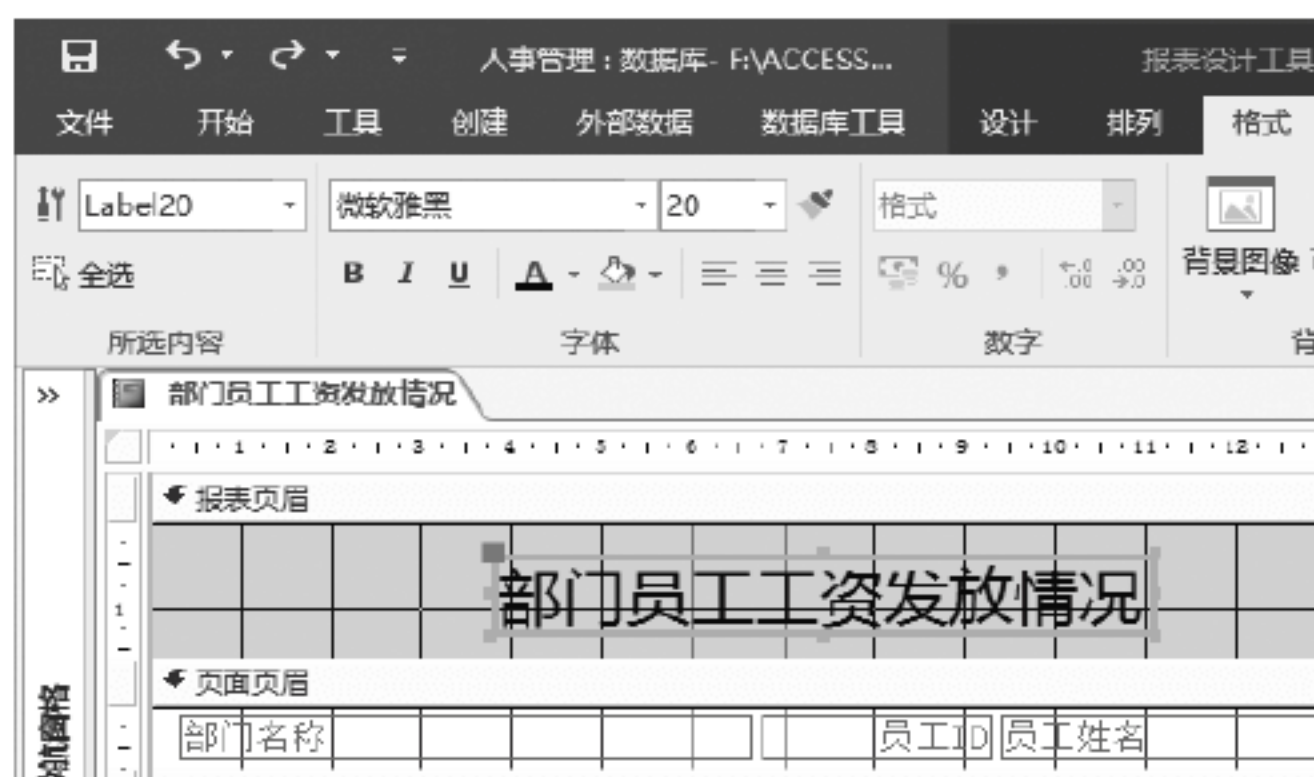 人事管理：数据库- F:\ACCESS... 报表设计工具
文件 开始 工具 创建 外部数据 数据库工具 设计 排列 格式
Label20 微软雅黑 20 格式
全选 B I U A % 背景图像
所选内容 字体 数字 背
部门员工工资发放情况
1 2 3 4 5 6 7 8 9 10 11 12
报表页眉
部门员工工资发放情况
1
页面页眉
部门名称 员工ID 员工姓名